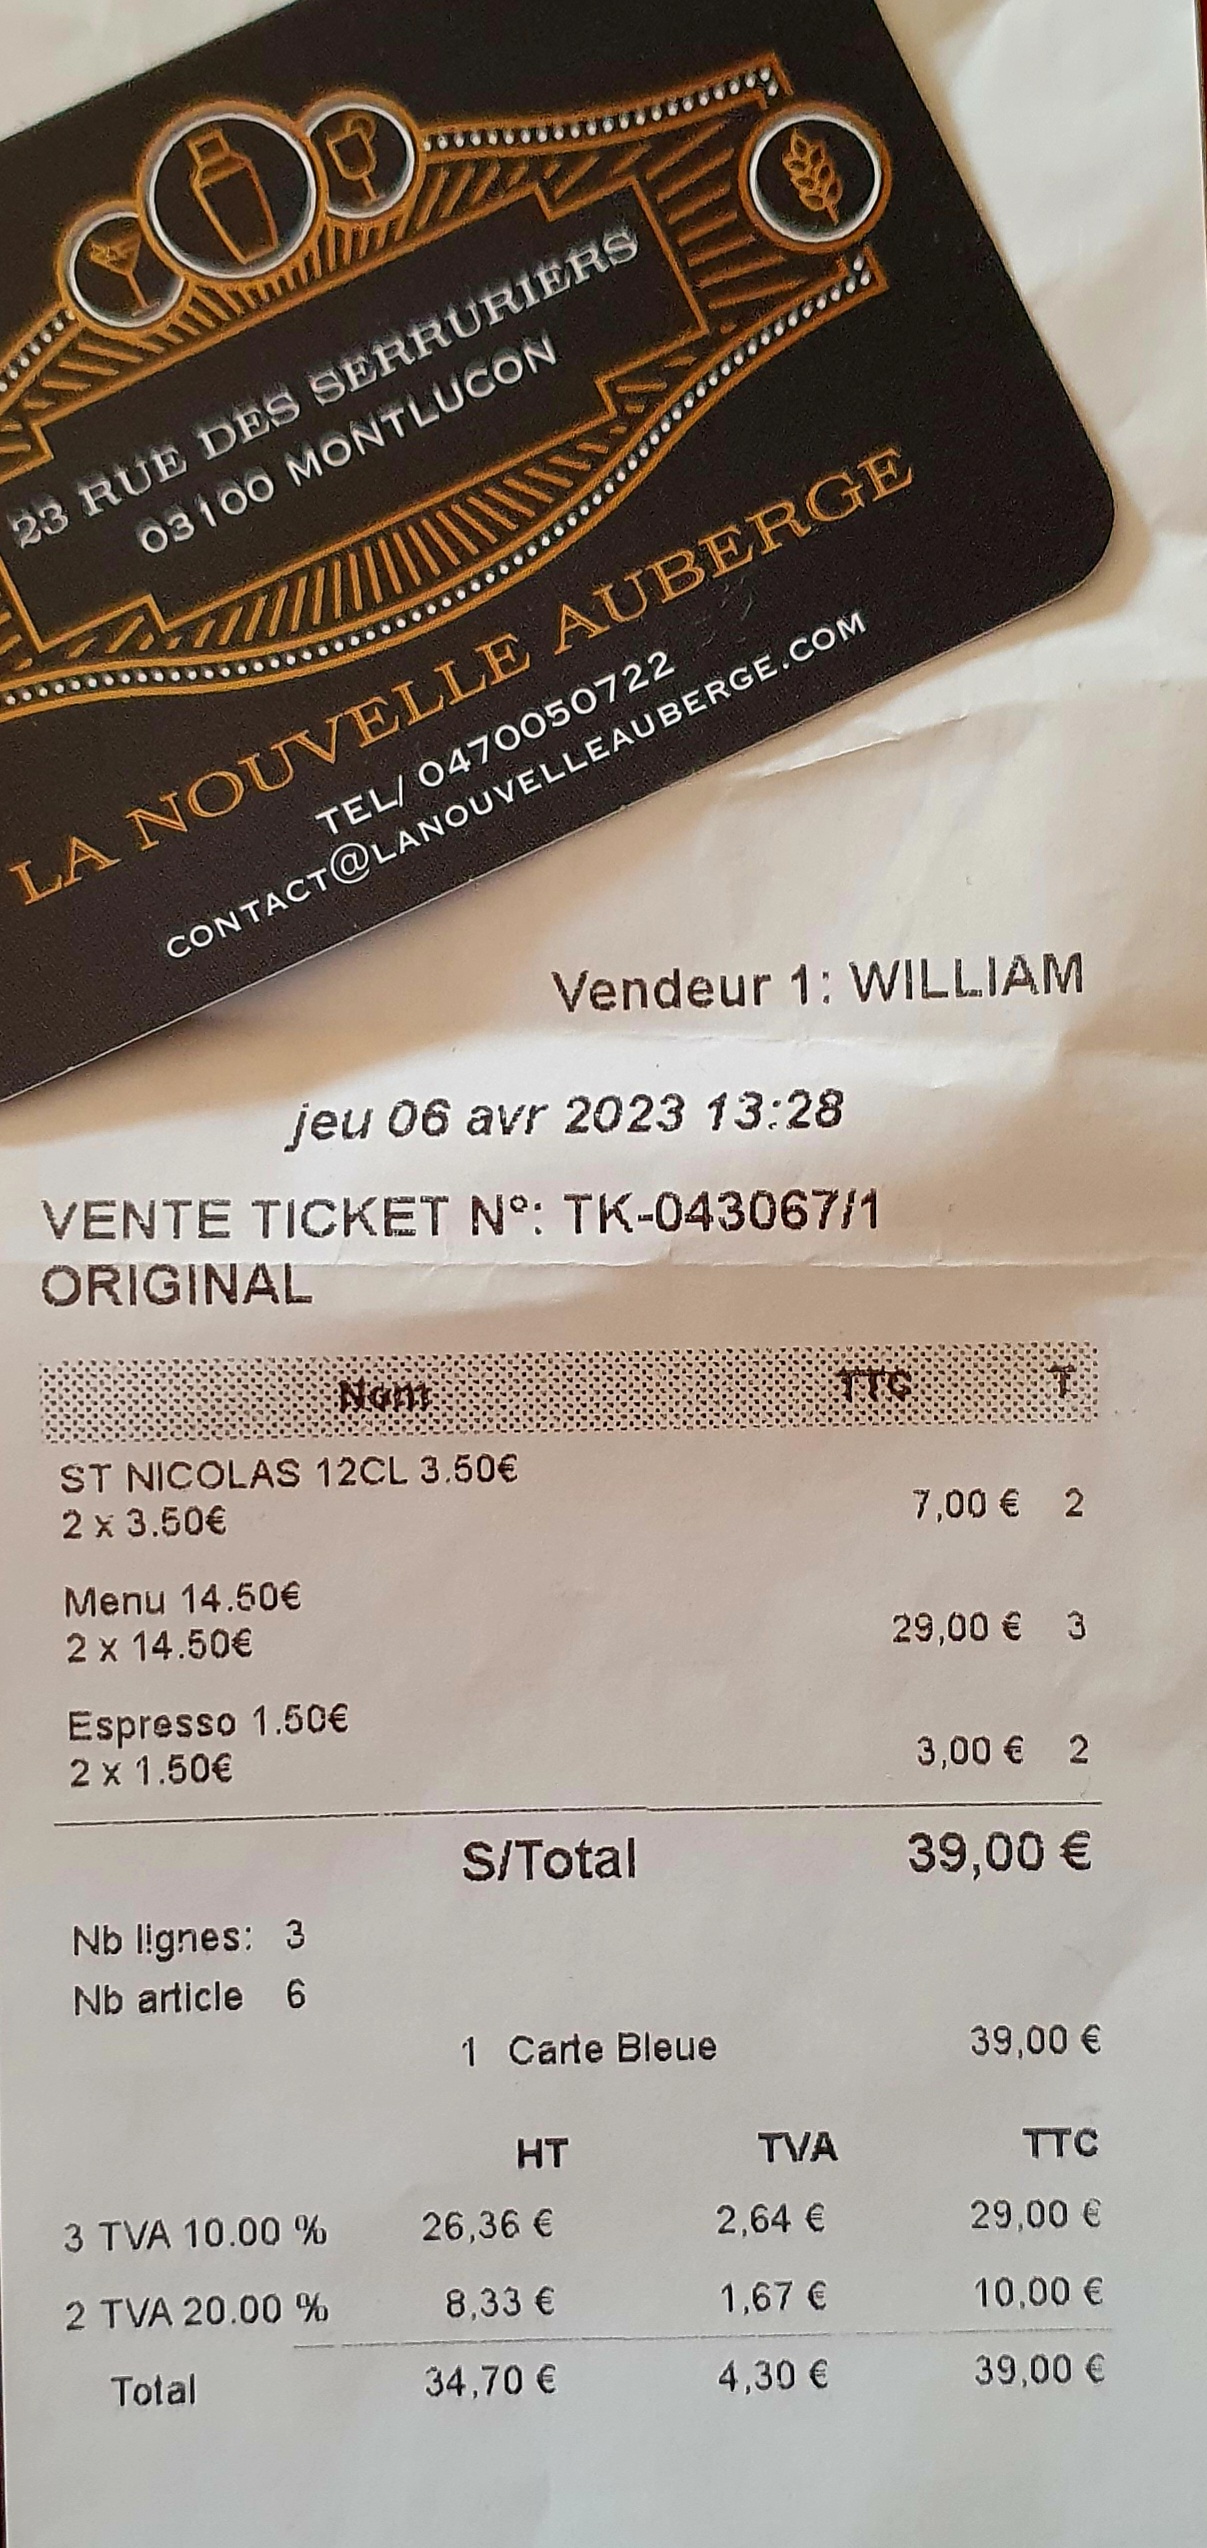 23 RUE DES SERRURIERS
03100 MONTLUCON
LA NOUVELLE AUBERGE
TEL/ 0470050722
CONTACT@LANOUVELLEAUBERGE.COM
Vendeur 1: WILLIAM
jeu 06 avr 2023 13:28
VENTE TICKET N°: TK-043067/1
ORIGINAL
Nom TTC T
ST NICOLAS 12CL 3.50€
2 x 3.50€ 7,00 € 2
Menu 14.50€
2 x 14.50€ 29,00 € 3
Espresso 1.50€
2 x 1.50€ 3,00 € 2
S/Total 39,00 €
Nb lignes: 3
Nb article 6
1 Carte Bleue 39,00 €
HT TVA TTC
3 TVA 10.00 % 26,36 € 2,64 € 29,00 €
2 TVA 20.00 % 8,33 € 1,67 € 10,00 €
Total 34,70 € 4,30 € 39,00 €